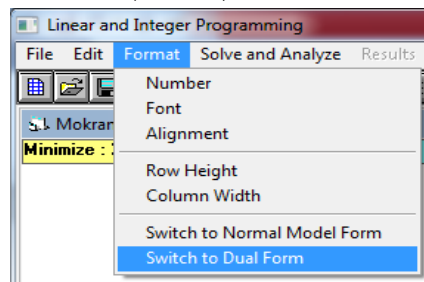 Linear and Integer Programming
File Edit Format Solve and Analyze Results
Number
Font
Mokran
Alignment
Minimize :
Row Height
Column Width
Switch to Normal Model Form
Switch to Dual Form